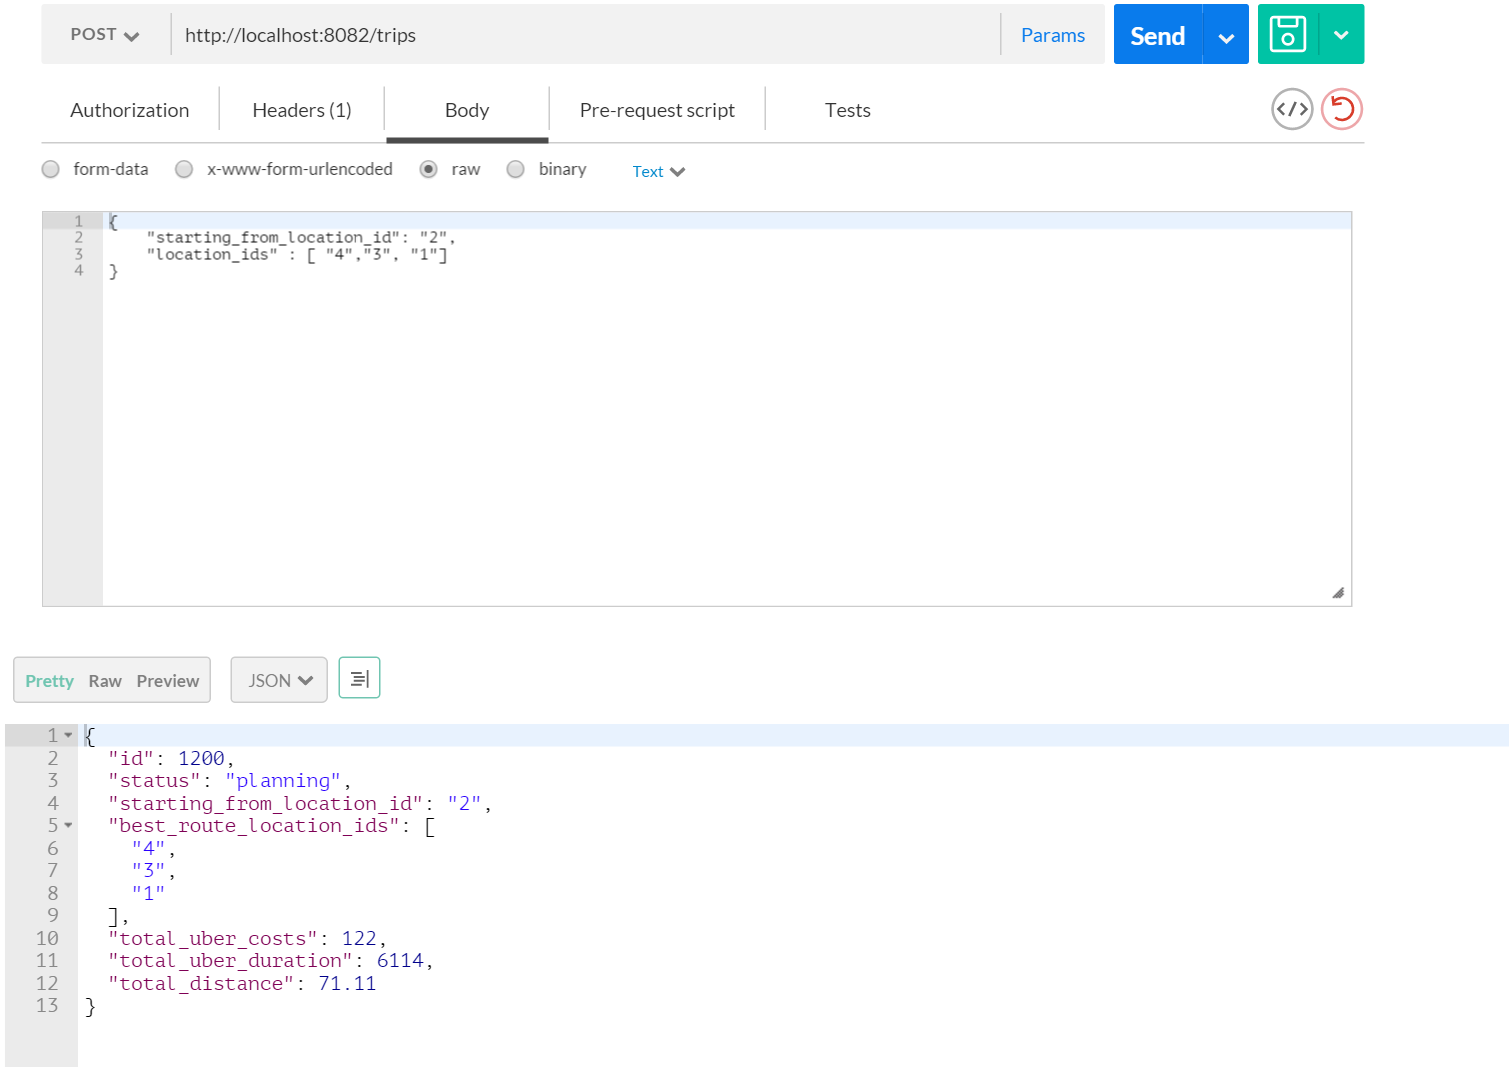 POST http://localhost:8082/trips Params Send
Authorization Headers (1) Body Pre-request script Tests
form-data x-www-form-urlencoded raw binary Text
1 {
2 "starting_from_location_id": "2",
3 "location_ids" : [ "4","3", "1"]
4 }
Pretty Raw Preview JSON
1 {
2 "id": 1200,
3 "status": "planning",
4 "starting_from_location_id": "2",
5 "best_route_location_ids": [
6 "4",
7 "3",
8 "1"
9 ],
10 "total_uber_costs": 122,
11 "total_uber_duration": 6114,
12 "total_distance": 71.11
13 }